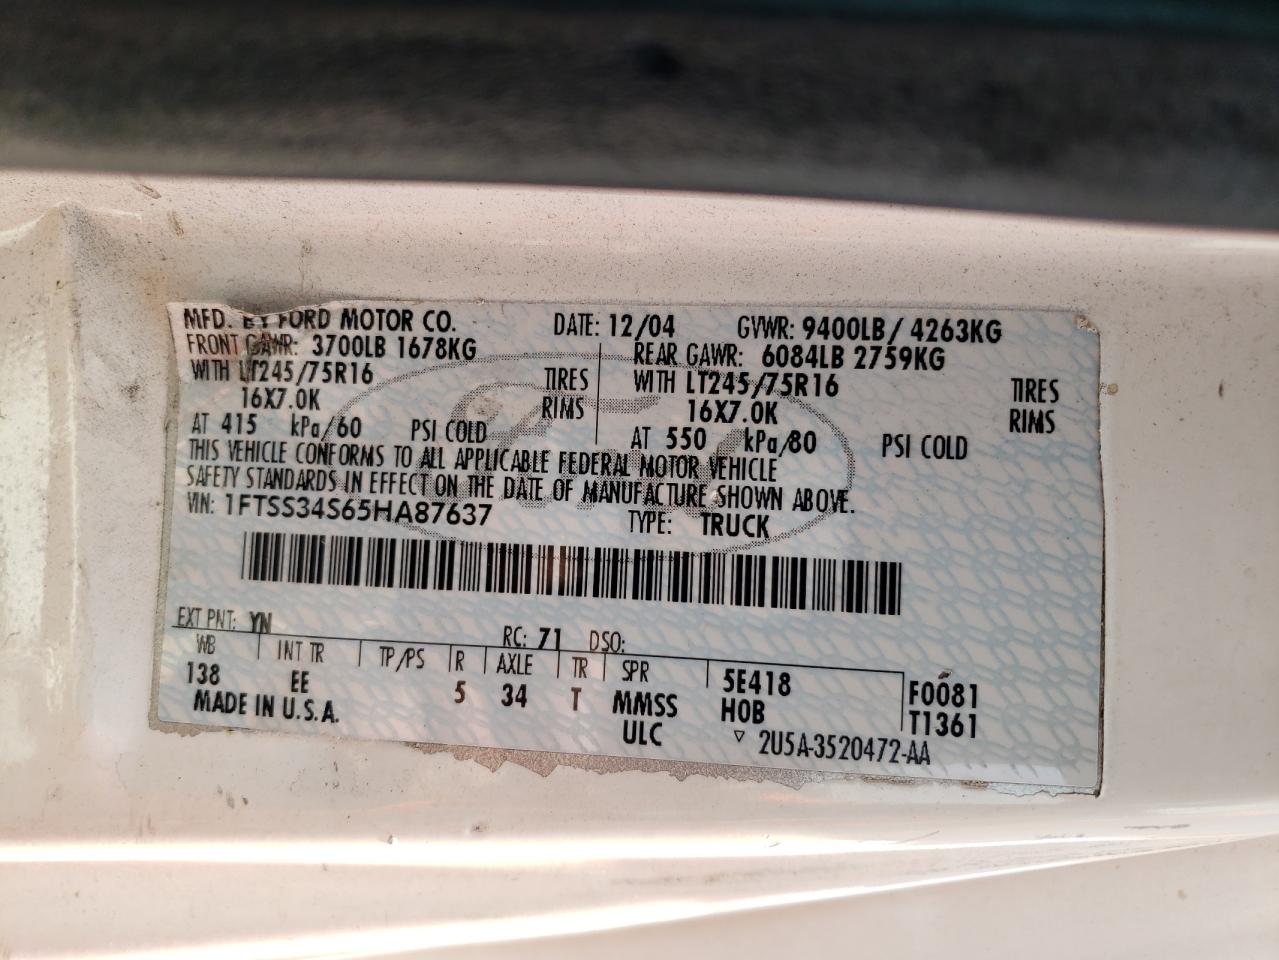 MFD. BY FORD MOTOR CO. DATE: 12/04 GVWR: 9400LB/ 4263KG
FRONT GAWR: 3700LB 1678KG REAR GAWR: 6084LB 2759KG
WITH LT245/75R16 TIRES WITH LT245/75R16 TIRES
16X7.0K RIMS 16X7.0K RIMS
AT 415 kPa/60 PSI COLD AT 550 kPa/80 PSI COLD
THIS VEHICLE CONFORMS TO ALL APPLICABLE FEDERAL MOTOR VEHICLE
SAFETY STANDARDS IN EFFECT ON THE DATE OF MANUFACTURE SHOWN ABOVE.
VIN: 1FTSS34S65HA87637 TYPE: TRUCK
EXT PNT: YN RC: 71 DSO:
WB INT TR TP/PS R AXLE TR SPR
138 EE 5 34 T MMSS 5E418 F0081
MADE IN U.S.A. ULC H0B T1361
▽ 2U5A-3520472-AA